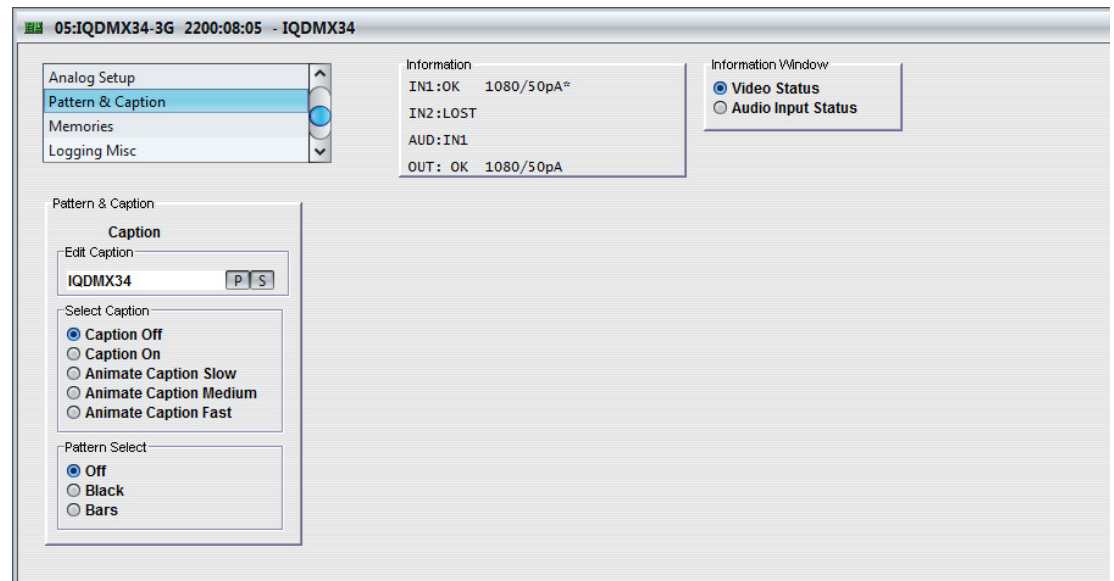 05:IQDMX34-3G 2200:08:05 - IQDMX34
Analog Setup
Pattern & Caption
Memories
Logging Misc
Information
IN1:OK 1080/50pA*
IN2:LOST
AUD:IN1
OUT: OK 1080/50pA
Information Window
Video Status
Audio Input Status
Pattern & Caption
Caption
Edit Caption
IQDMX34 P S
Select Caption
Caption Off
Caption On
Animate Caption Slow
Animate Caption Medium
Animate Caption Fast
Pattern Select
Off
Black
Bars